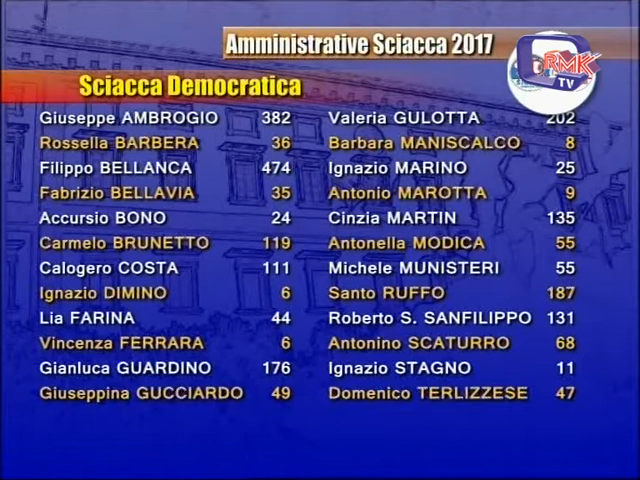 Amministrative Sciacca 2017
RMK
TV
Sciacca Democratica
Giuseppe AMBROGIO 382
Rossella BARBERA 36
Filippo BELLANCA 474
Fabrizio BELLAVIA 35
Accursio BONO 24
Carmelo BRUNETTO 119
Calogero COSTA 111
Ignazio DIMINO 6
Lia FARINA 44
Vincenza FERRARA 6
Gianluca GUARDINO 176
Giuseppina GUCCIARDO 49
Valeria GULOTTA 202
Barbara MANISCALCO 8
Ignazio MARINO 25
Antonio MAROTTA 9
Cinzia MARTIN 135
Antonella MODICA 55
Michele MUNISTERI 55
Santo RUFFO 187
Roberto S. SANFILIPPO 131
Antonino SCATURRO 68
Ignazio STAGNO 11
Domenico TERLIZZESE 47